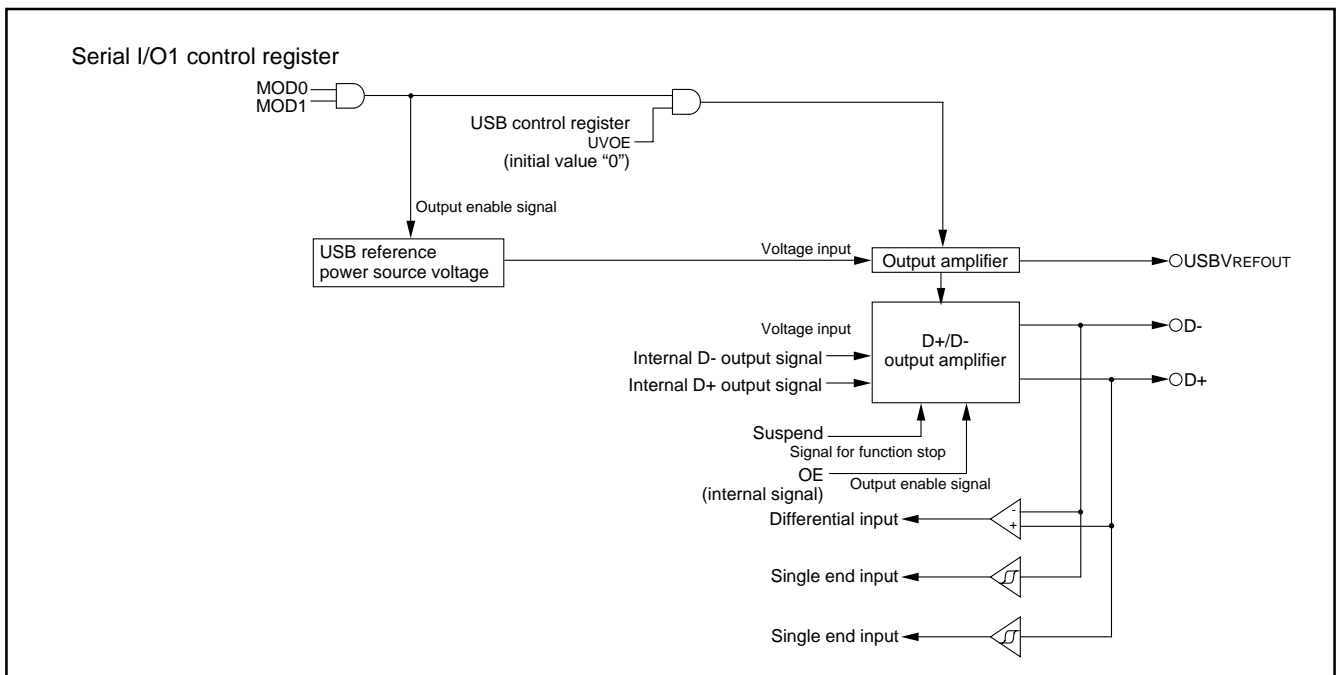 Serial I/O1 control register
MOD0
MOD1
USB control register
UVOE
(initial value “0”)
Output enable signal
USB reference
power source voltage
Voltage input
Output amplifier
USBVREFOUT
Voltage input
D+/D-
output amplifier
D-
Internal D- output signal
Internal D+ output signal
D+
Suspend
Signal for function stop
OE
(internal signal)
Output enable signal
Differential input
-
+
Single end input
Single end input